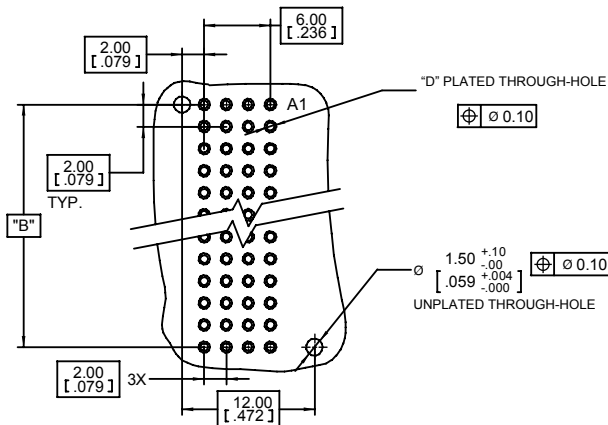 6.00
[ .236 ]
2.00
[ .079 ]
A1
"D" PLATED THROUGH-HOLE
⌖ Ø 0.10
2.00
[ .079 ]
TYP.
"B"
Ø 1.50 +.10 -.00
[ .059 +.004 -.000 ]
⌖ Ø 0.10
UNPLATED THROUGH-HOLE
2.00
[ .079 ]
3X
12.00
[ .472 ]